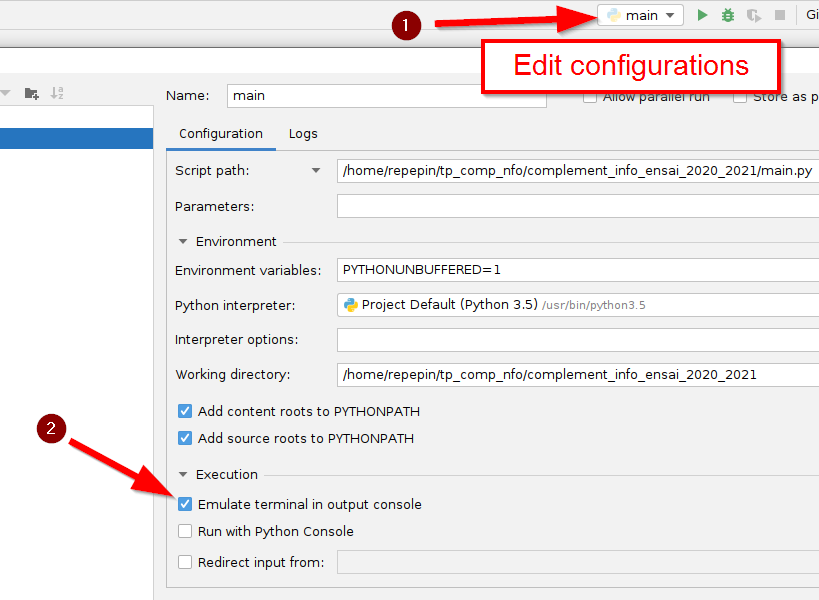 1
main
Gi
Edit configurations
Name:
main
Allow parallel run
Store as p
Configuration
Logs
Script path:
/home/repepin/tp_comp_nfo/complement_info_ensai_2020_2021/main.py
Parameters:
Environment
Environment variables:
PYTHONUNBUFFERED=1
Python interpreter:
Project Default (Python 3.5) /usr/bin/python3.5
Interpreter options:
Working directory:
/home/repepin/tp_comp_nfo/complement_info_ensai_2020_2021
Add content roots to PYTHONPATH
2
Add source roots to PYTHONPATH
Execution
Emulate terminal in output console
Run with Python Console
Redirect input from: